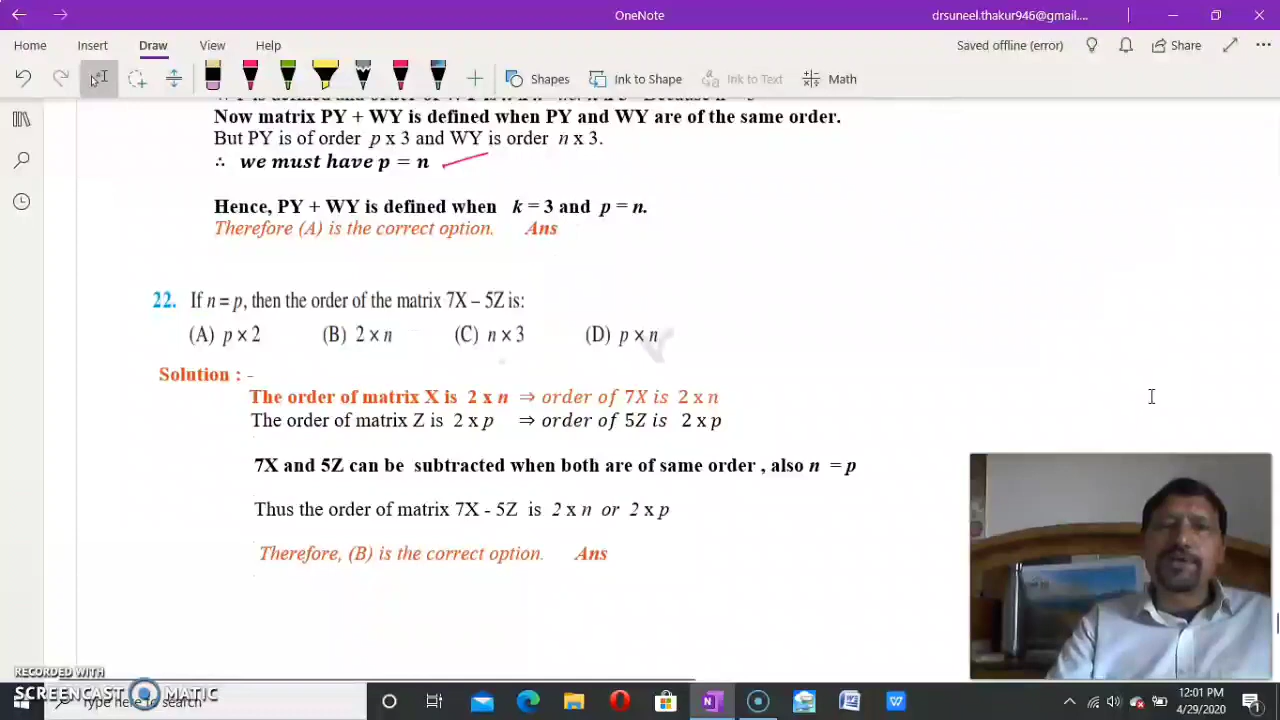 OneNote
drsuneel.thakur946@gmail....
Home Insert Draw View Help
Saved offline (error) Share
Shapes Ink to Shape Ink to Text Math
Now matrix PY + WY is defined when PY and WY are of the same order.
But PY is of order p x 3 and WY is order n x 3.
∴ we must have p = n
Hence, PY + WY is defined when k = 3 and p = n.
Therefore (A) is the correct option. Ans
22. If n = p, then the order of the matrix 7X – 5Z is:
(A) p × 2 (B) 2 × n (C) n × 3 (D) p × n
Solution : -
The order of matrix X is 2 x n ⇒ order of 7X is 2 x n
The order of matrix Z is 2 x p ⇒ order of 5Z is 2 x p
7X and 5Z can be subtracted when both are of same order , also n = p
Thus the order of matrix 7X - 5Z is 2 x n or 2 x p
Therefore, (B) is the correct option. Ans
RECORDED WITH
SCREENCAST MATIC
Type here to search
12:01 PM
4/29/2020